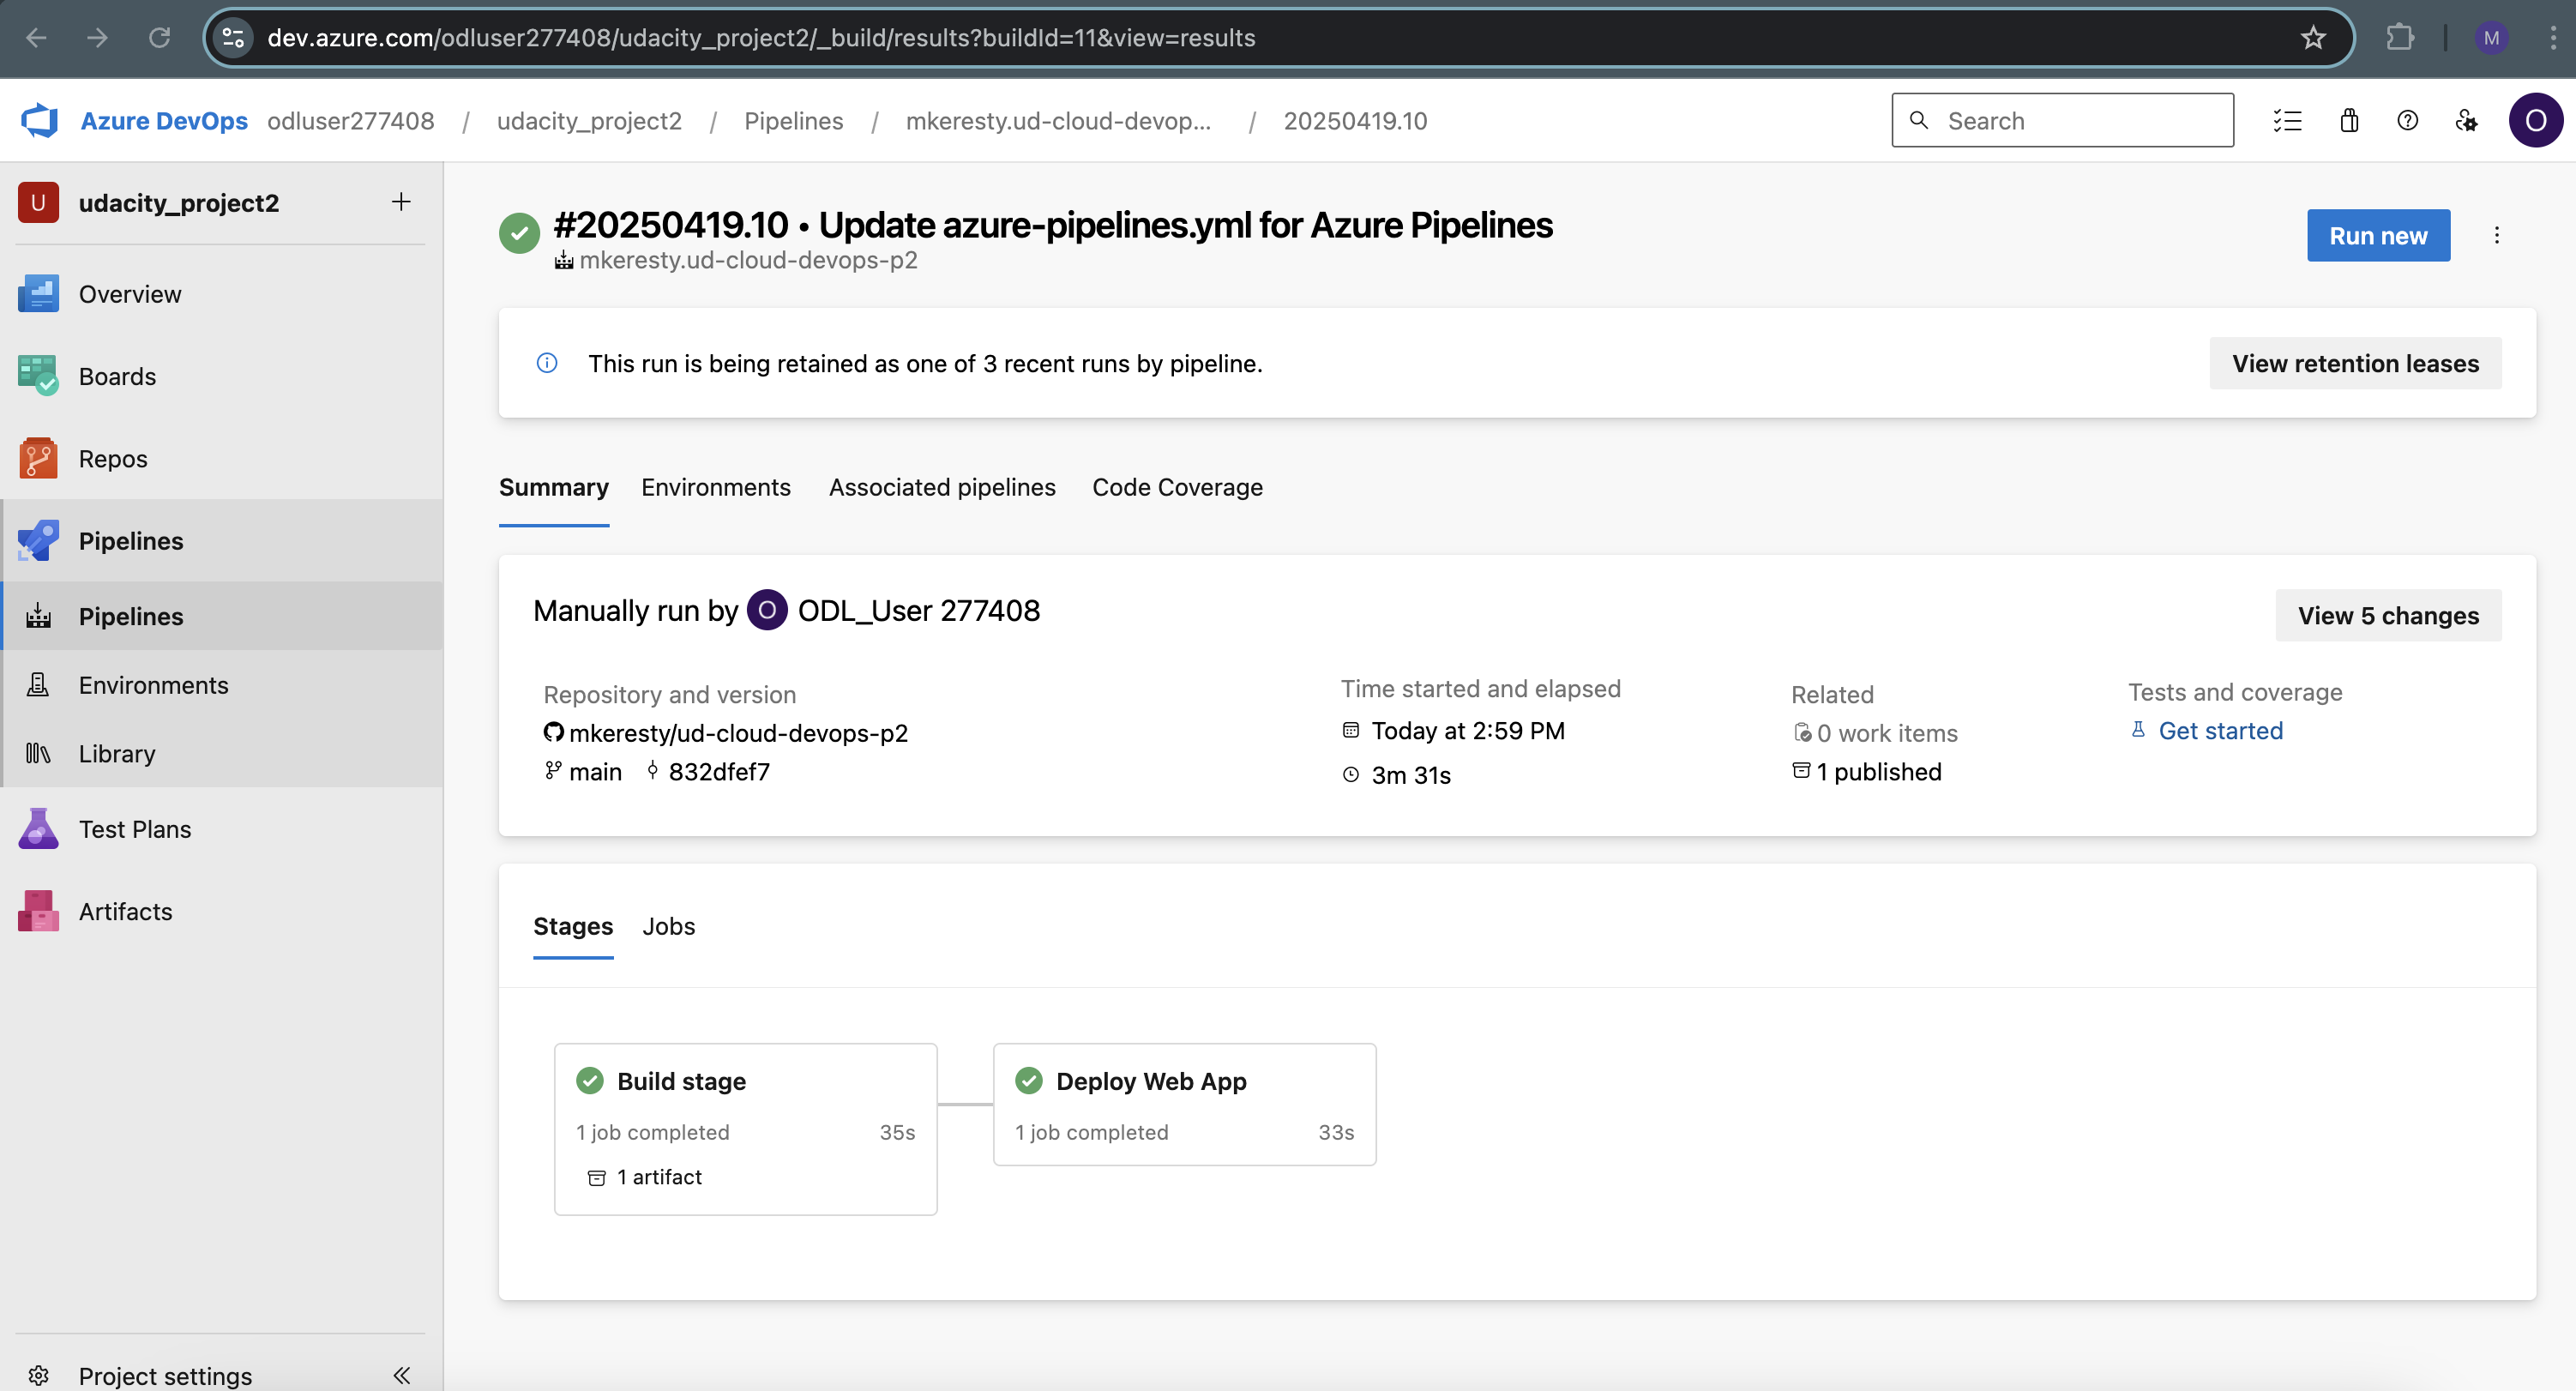 dev.azure.com/odluser277408/udacity_project2/_build/results?buildId=11&view=results
M
Azure DevOps odluser277408 / udacity_project2 / Pipelines / mkeresty.ud-cloud-devop... / 20250419.10
Search
O
U udacity_project2 +
Overview
Boards
Repos
Pipelines
Pipelines
Environments
Library
Test Plans
Artifacts
Project settings
#20250419.10 • Update azure-pipelines.yml for Azure Pipelines
mkeresty.ud-cloud-devops-p2
Run new
This run is being retained as one of 3 recent runs by pipeline.
View retention leases
Summary Environments Associated pipelines Code Coverage
Manually run by O ODL_User 277408
View 5 changes
Repository and version
mkeresty/ud-cloud-devops-p2
main 832dfef7
Time started and elapsed
Today at 2:59 PM
3m 31s
Related
0 work items
1 published
Tests and coverage
Get started
Stages Jobs
Build stage
1 job completed 35s
1 artifact
Deploy Web App
1 job completed 33s